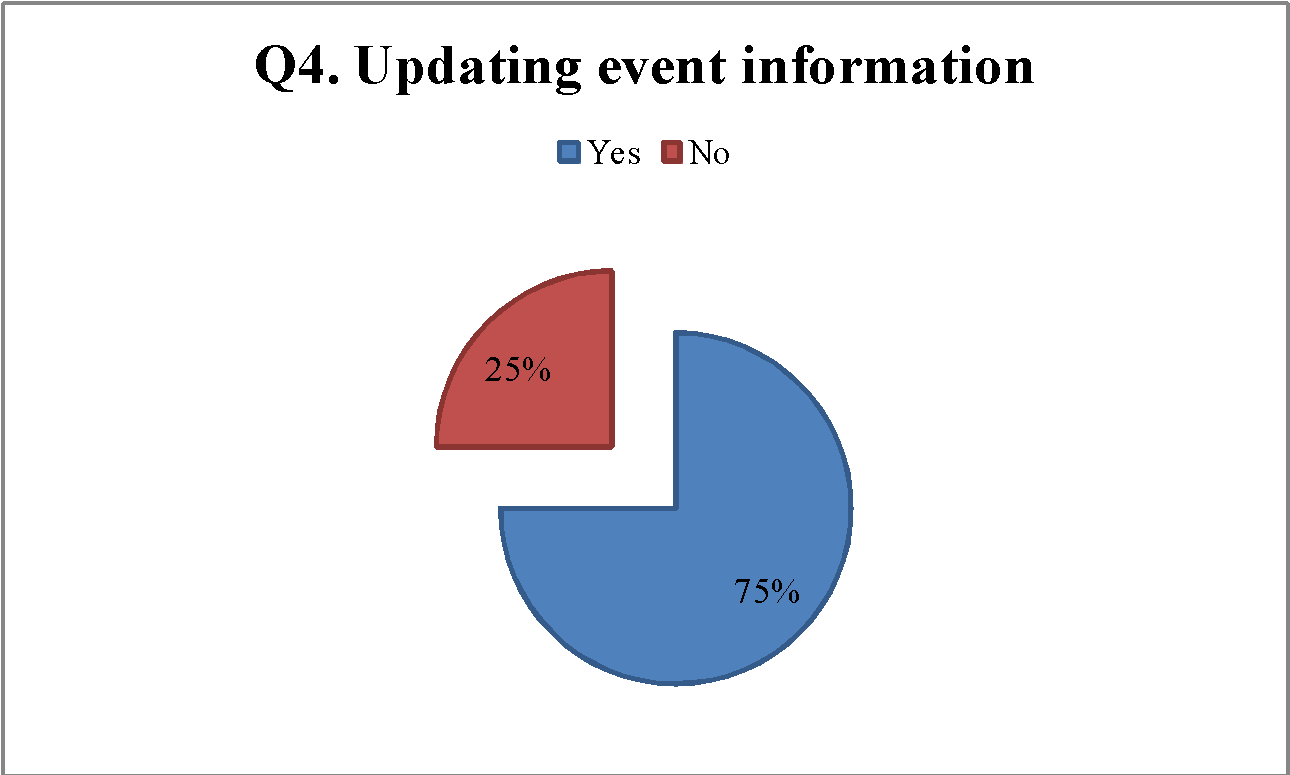 Q4. Updating event information
Yes No
25%
75%